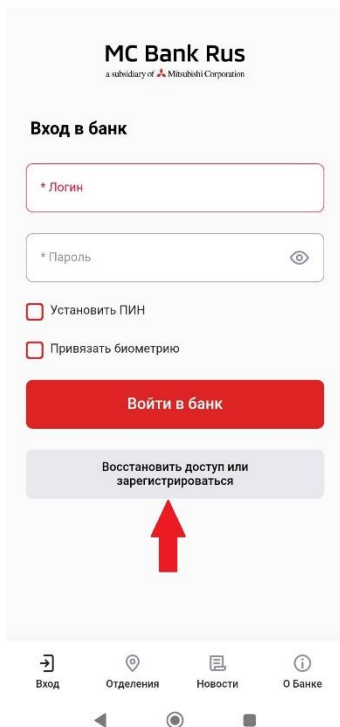 MC Bank Rus
a subsidiary of Mitsubishi Corporation
Вход в банк
* Логин
* Пароль
Установить ПИН
Привязать биометрию
Войти в банк
Восстановить доступ или
зарегистрироваться
Вход Отделения Новости О Банке